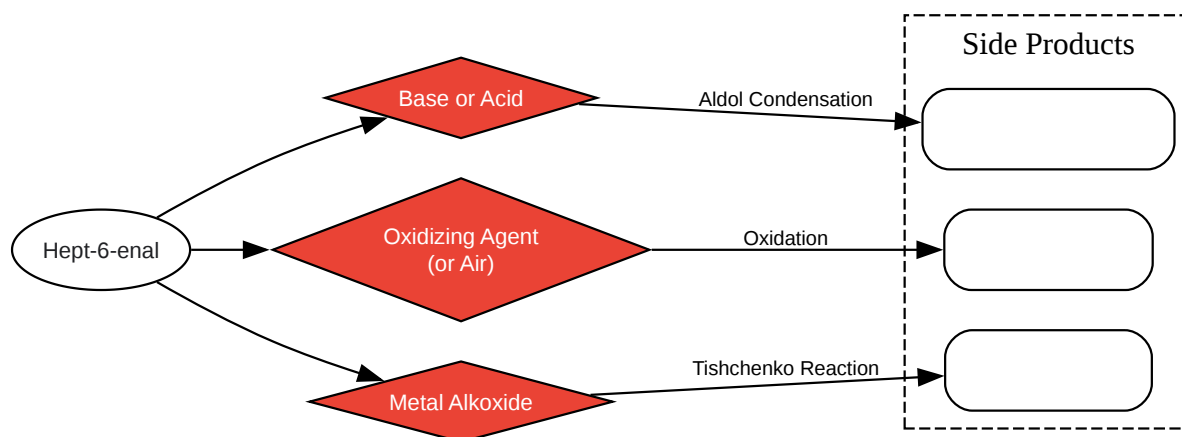 Side Products
Base or Acid
Aldol Condensation
Hept-6-enal
Oxidizing Agent
(or Air)
Oxidation
Metal Alkoxide
Tishchenko Reaction